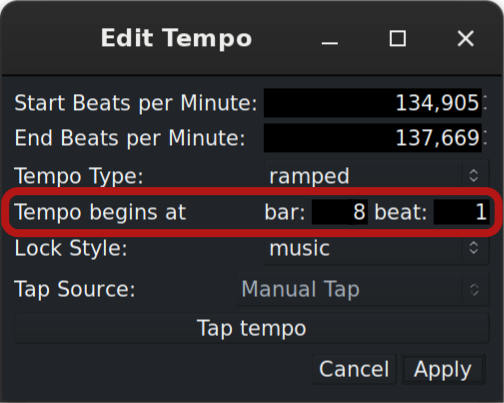 Edit Tempo
Start Beats per Minute: 134,905
End Beats per Minute: 137,669
Tempo Type: ramped
Tempo begins at bar: 8 beat: 1
Lock Style: music
Tap Source: Manual Tap
Tap tempo
Cancel Apply